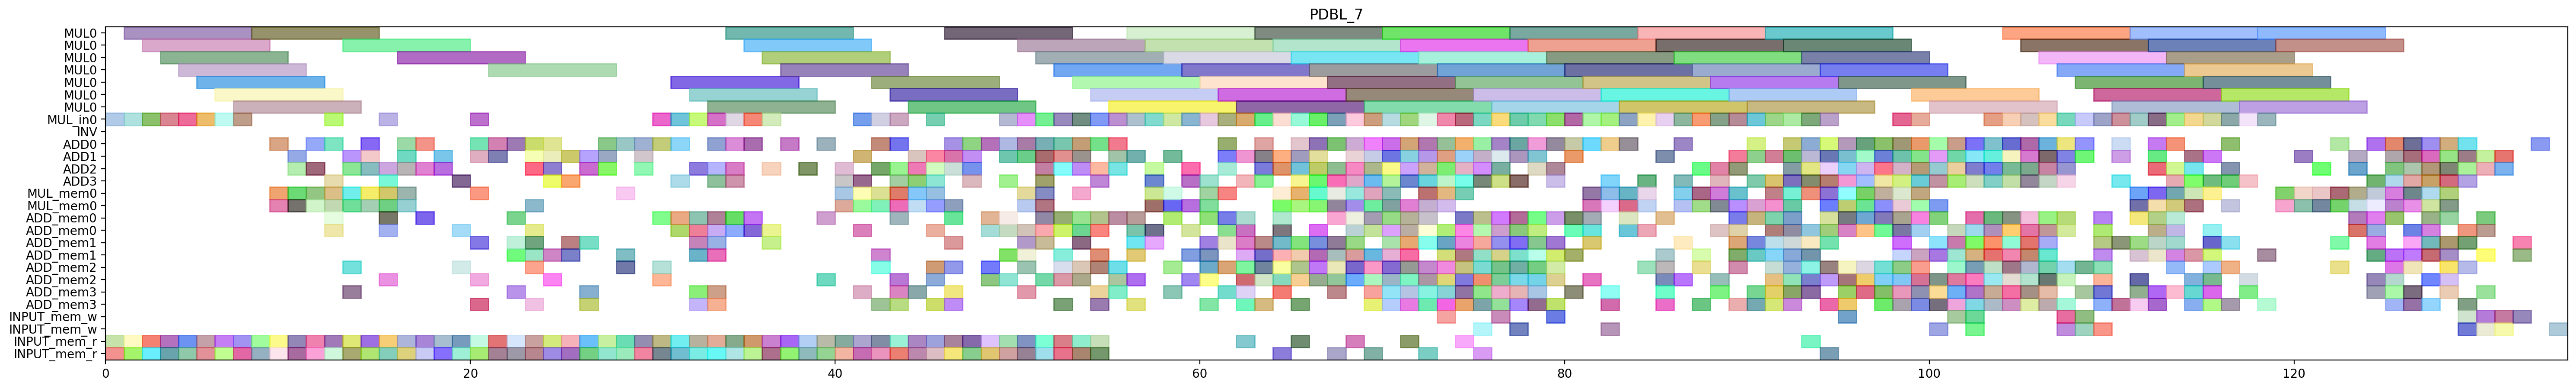 PDBL_7
MUL0
MUL0
MUL0
MUL0
MUL0
MUL0
MUL0
MUL_in0
INV
ADD0
ADD1
ADD2
ADD3
MUL_mem0
MUL_mem0
ADD_mem0
ADD_mem0
ADD_mem1
ADD_mem1
ADD_mem2
ADD_mem2
ADD_mem3
ADD_mem3
INPUT_mem_w
INPUT_mem_w
INPUT_mem_r
INPUT_mem_r
0 20 40 60 80 100 120